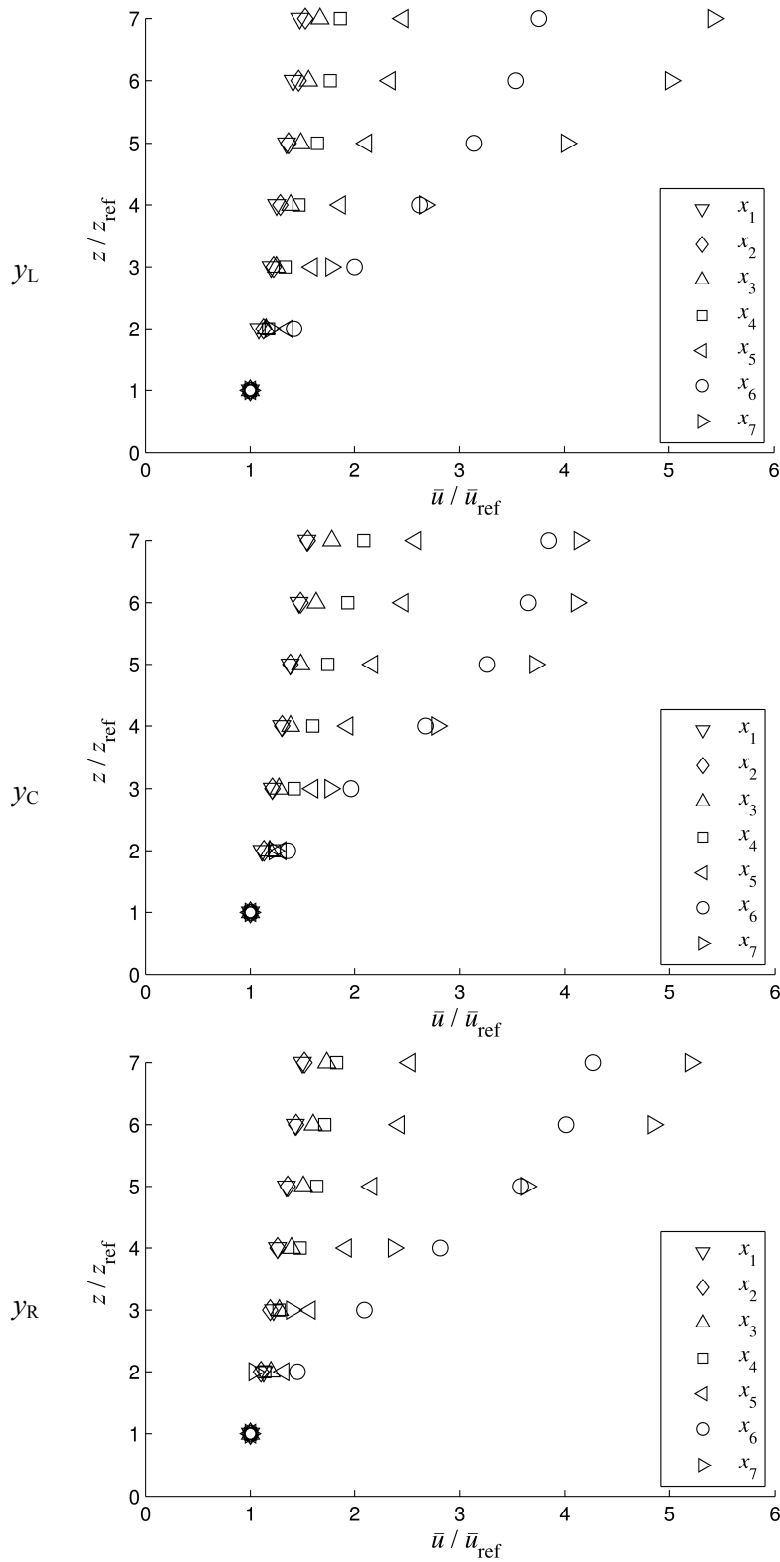 y_L
z / z_ref
7
6
5
4
3
2
1
0
0 1 2 3 4 5 6
ū / ū_ref
x_1
x_2
x_3
x_4
x_5
x_6
x_7
y_C
z / z_ref
7
6
5
4
3
2
1
0
0 1 2 3 4 5 6
ū / ū_ref
x_1
x_2
x_3
x_4
x_5
x_6
x_7
y_R
z / z_ref
7
6
5
4
3
2
1
0
0 1 2 3 4 5 6
ū / ū_ref
x_1
x_2
x_3
x_4
x_5
x_6
x_7